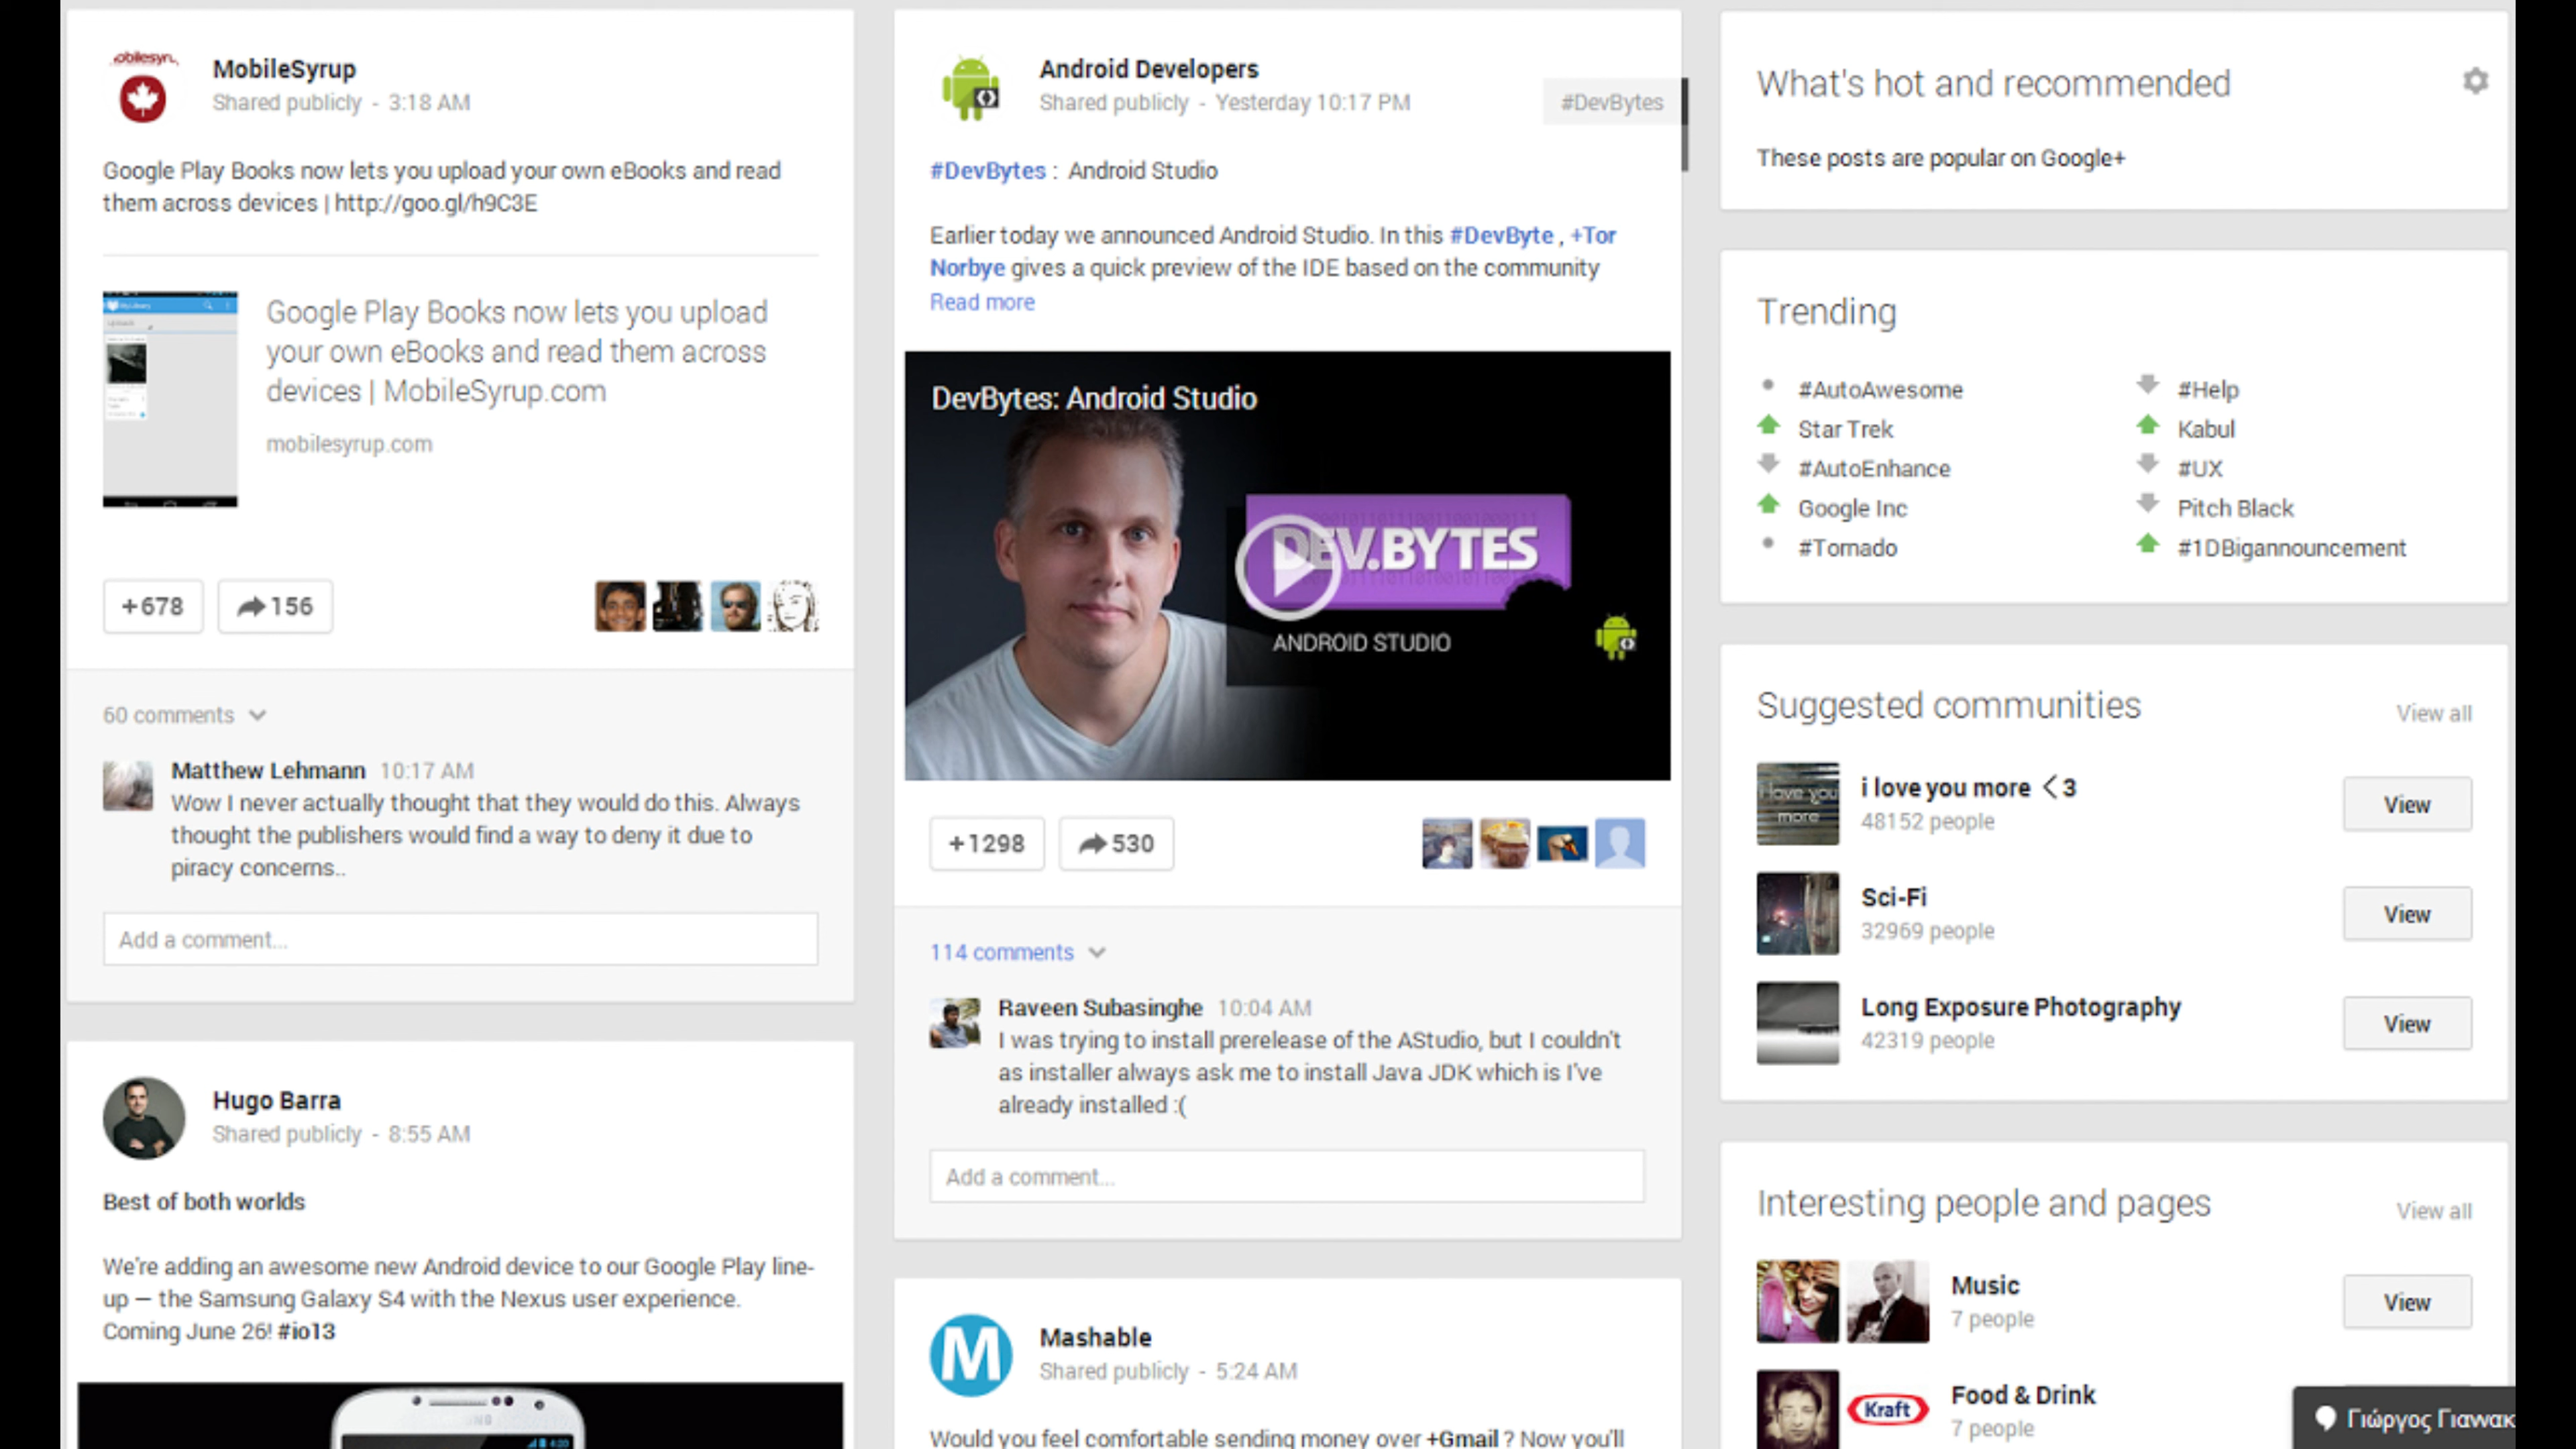 MobileSyrup
Shared publicly - 3:18 AM
Google Play Books now lets you upload your own eBooks and read
them across devices | http://goo.gl/h9C3E
Google Play Books now lets you upload
your own eBooks and read them across
devices | MobileSyrup.com
mobilesyrup.com
+678
156
60 comments
Matthew Lehmann 10:17 AM
Wow I never actually thought that they would do this. Always
thought the publishers would find a way to deny it due to
piracy concerns..
Add a comment...
Hugo Barra
Shared publicly - 8:55 AM
Best of both worlds
We're adding an awesome new Android device to our Google Play line-
up — the Samsung Galaxy S4 with the Nexus user experience.
Coming June 26! #io13
Android Developers
Shared publicly - Yesterday 10:17 PM
#DevBytes
#DevBytes : Android Studio
Earlier today we announced Android Studio. In this #DevByte , +Tor
Norbye gives a quick preview of the IDE based on the community
Read more
DevBytes: Android Studio
DEV.BYTES
ANDROID STUDIO
+1298
530
114 comments
Raveen Subasinghe 10:04 AM
I was trying to install prerelease of the AStudio, but I couldn't
as installer always ask me to install Java JDK which is I've
already installed :(
Add a comment...
M
Mashable
Shared publicly - 5:24 AM
Would you feel comfortable sending money over +Gmail ? Now you'll
What's hot and recommended
These posts are popular on Google+
Trending
#AutoAwesome
Star Trek
#AutoEnhance
Google Inc
#Tornado
#Help
Kabul
#UX
Pitch Black
#1DBigannouncement
Suggested communities
View all
I love you
more
i love you more <3
48152 people
View
Sci-Fi
32969 people
View
Long Exposure Photography
42319 people
View
Interesting people and pages
View all
Music
7 people
View
Kraft
Food & Drink
7 people
Γιώργος Γιαννακ